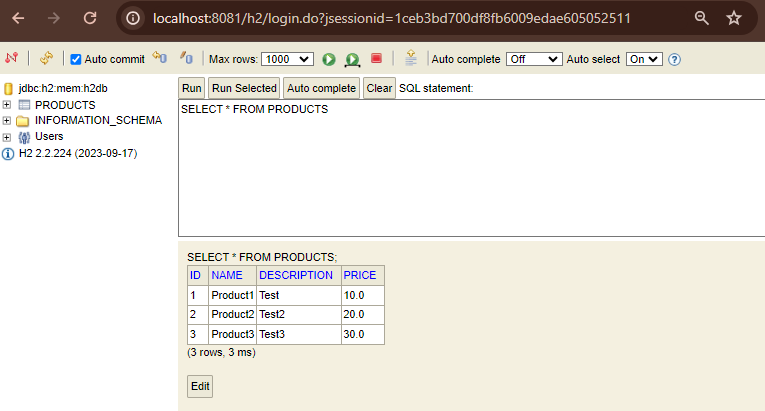 localhost:8081/h2/login.do?jsessionid=1ceb3bd700df8fb6009edae605052511
Auto commit Max rows: 1000 Auto complete Off Auto select On ?
jdbc:h2:mem:h2db
PRODUCTS
INFORMATION_SCHEMA
Users
H2 2.2.224 (2023-09-17)
Run Run Selected Auto complete Clear SQL statement:
SELECT * FROM PRODUCTS
SELECT * FROM PRODUCTS;
ID NAME DESCRIPTION PRICE
1 Product1 Test 10.0
2 Product2 Test2 20.0
3 Product3 Test3 30.0
(3 rows, 3 ms)
Edit